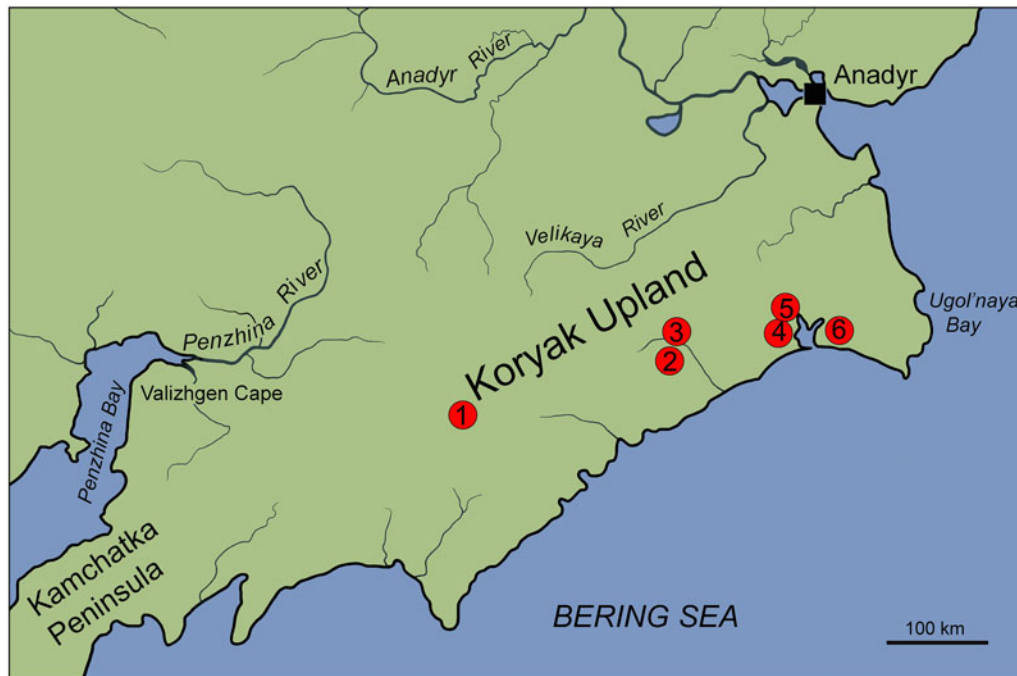 Anadyr River
Anadyr
Velikaya River
Penzhina River
Koryak Upland
Ugol'naya
Bay
5
3
4
6
2
1
Valizhgen Cape
Penzhina Bay
Kamchatka
Peninsula
BERING SEA
100 km